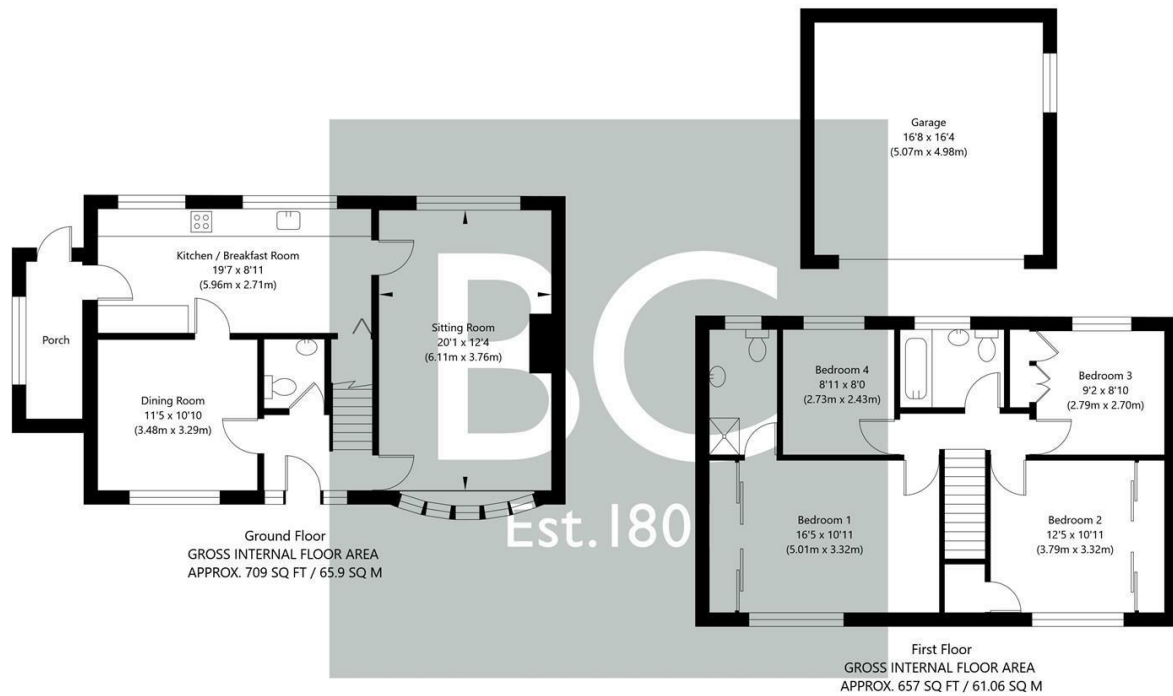 Garage
16'8 x 16'4
(5.07m x 4.98m)
Kitchen / Breakfast Room
19'7 x 8'11
(5.96m x 2.71m)
Porch
Sitting Room
20'1 x 12'4
(6.11m x 3.76m)
Dining Room
11'5 x 10'10
(3.48m x 3.29m)
Ground Floor
GROSS INTERNAL FLOOR AREA
APPROX. 709 SQ FT / 65.9 SQ M
BC
Est.180
Bedroom 4
8'11 x 8'0
(2.73m x 2.43m)
Bedroom 3
9'2 x 8'10
(2.79m x 2.70m)
Bedroom 1
16'5 x 10'11
(5.01m x 3.32m)
Bedroom 2
12'5 x 10'11
(3.79m x 3.32m)
First Floor
GROSS INTERNAL FLOOR AREA
APPROX. 657 SQ FT / 61.06 SQ M